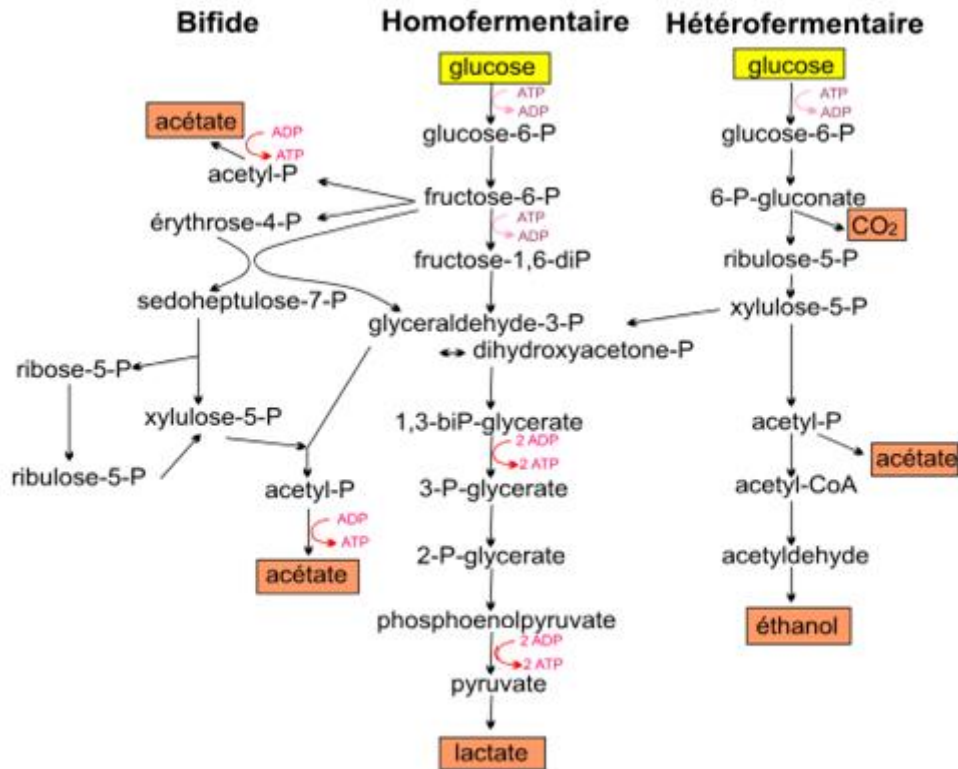 Bifide
Homofermentaire
Hétérofermentaire
glucose
ATP
ADP
glucose-6-P
fructose-6-P
ATP
ADP
fructose-1,6-diP
glyceraldehyde-3-P
dihydroxyacetone-P
1,3-biP-glycerate
2 ADP
2 ATP
3-P-glycerate
2-P-glycerate
phosphoenolpyruvate
2 ADP
2 ATP
pyruvate
lactate
acétate
ADP
ATP
acetyl-P
érythrose-4-P
sedoheptulose-7-P
ribose-5-P
xylulose-5-P
ribulose-5-P
acetyl-P
ADP
ATP
acétate
glucose
ATP
ADP
glucose-6-P
6-P-gluconate
CO₂
ribulose-5-P
xylulose-5-P
acetyl-P
acétate
acetyl-CoA
acetyldehyde
éthanol